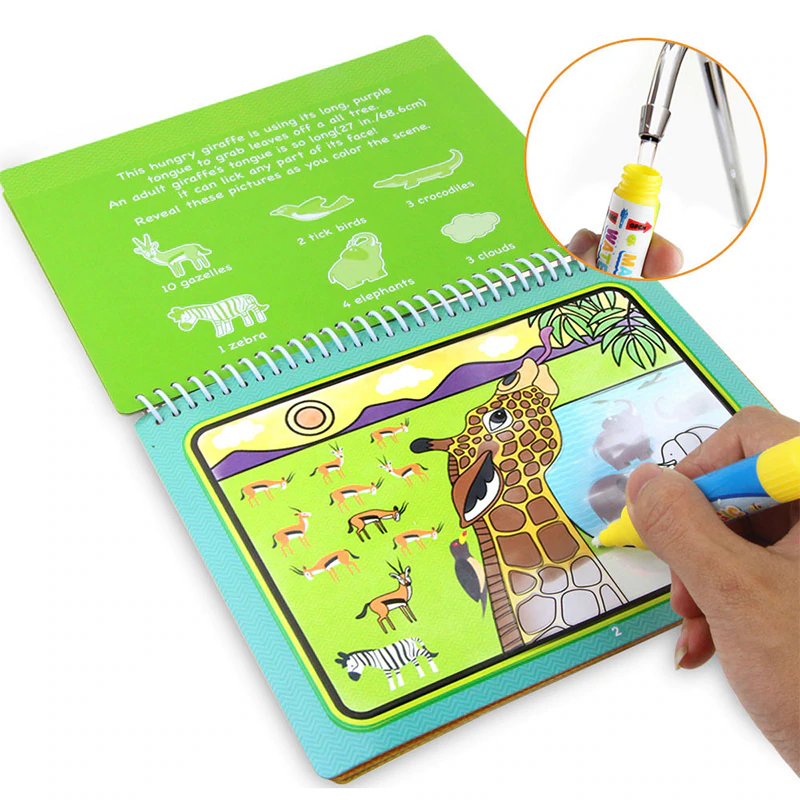 This hungry giraffe is using its long, purple
tongue to grab leaves off a all tree.
An adult giraffe's tongue is so long(27 in./68.6cm)
it can lick any part of its face!
Reveal these pictures as you color the scene.
10 gazelles
2 tick birds
3 crocodiles
1 zebra
4 elephants
3 clouds
OPEN
2